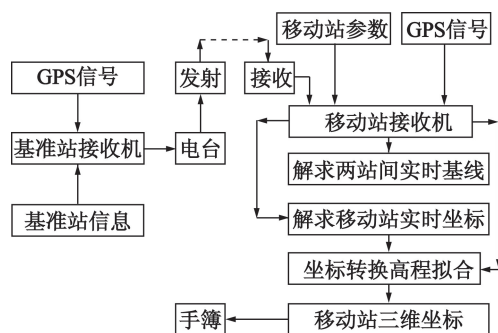 移动站参数
GPS信号
GPS信号
发射
接收
基准站接收机
电台
移动站接收机
解求两站间实时基线
基准站信息
解求移动站实时坐标
坐标转换高程拟合
手簿
移动站三维坐标